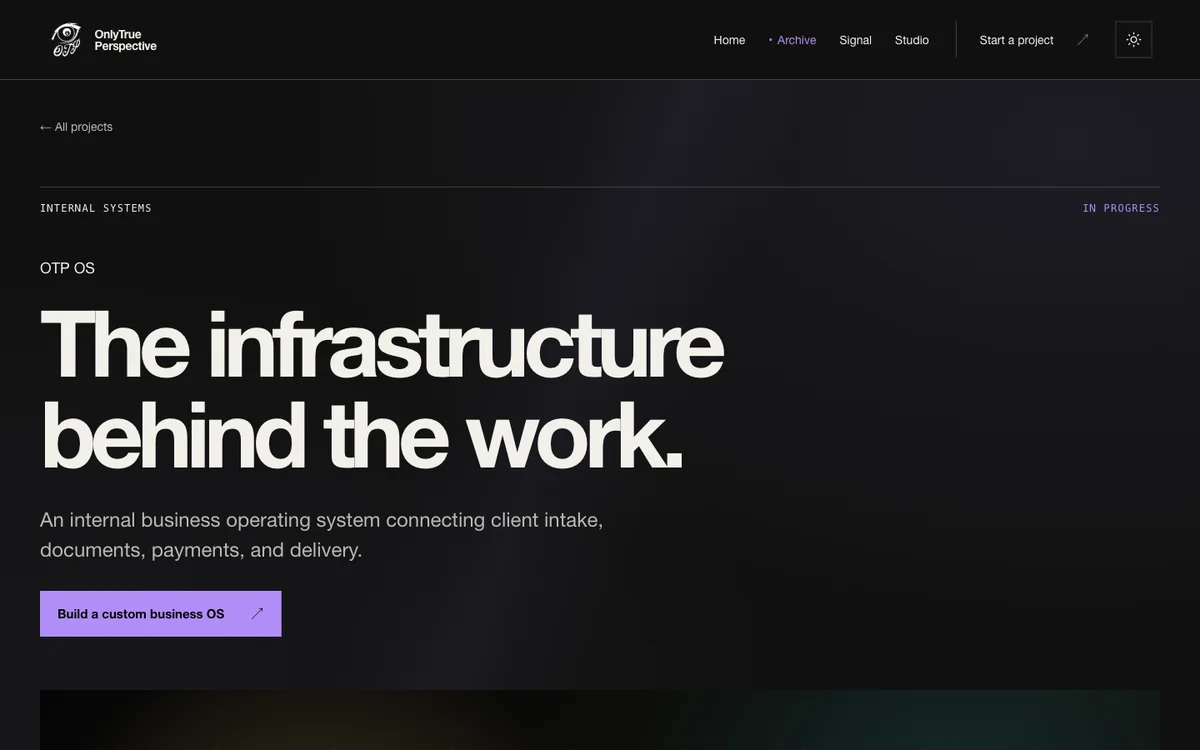 OTP
OnlyTrue
Perspective
Home
Archive
Signal
Studio
Start a project ↗
← All projects
INTERNAL SYSTEMS
IN PROGRESS
OTP OS
The infrastructure
behind the work.
An internal business operating system connecting client intake,
documents, payments, and delivery.
Build a custom business OS ↗